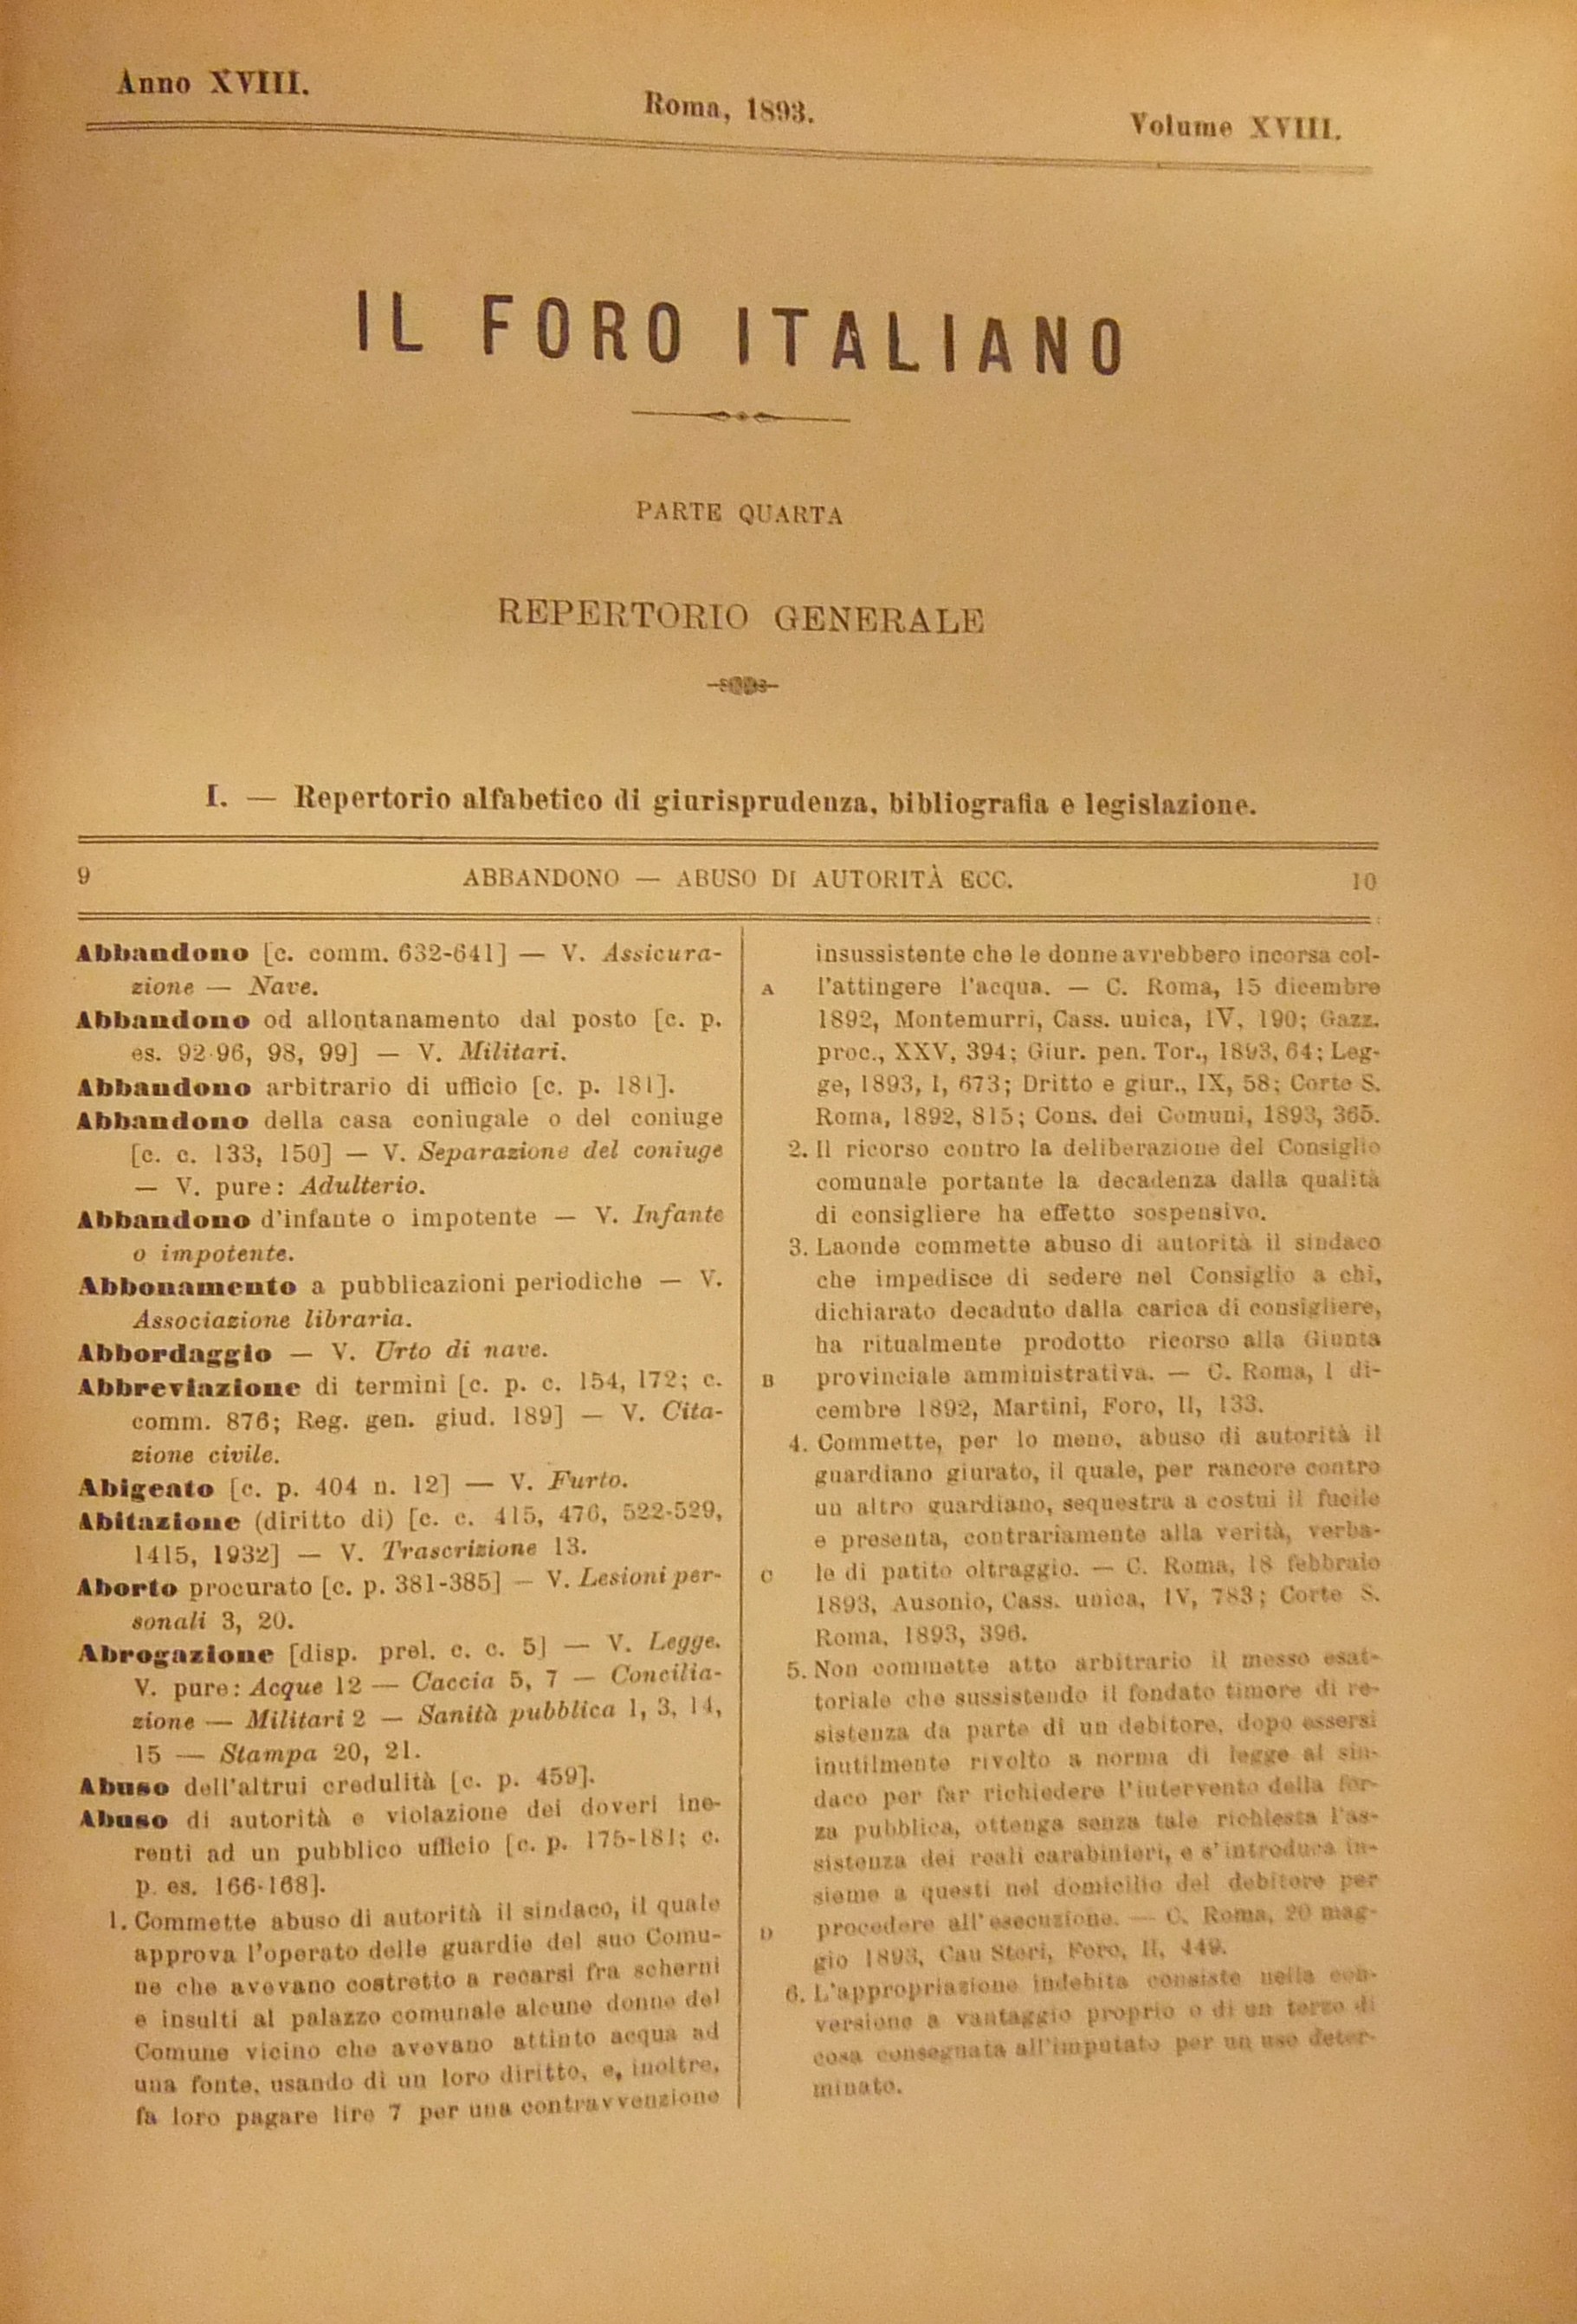 Anno XVIII.
Roma, 1893.
Volume XVIII.
IL FORO ITALIANO
PARTE QUARTA
REPERTORIO GENERALE
I. — Repertorio alfabetico di giurisprudenza, bibliografia e legislazione.
9
ABBANDONO — ABUSO DI AUTORITÀ ECC.
10
Abbandono [c. comm. 632-641] — V. Assicura-
zione — Nave.
Abbandono od allontanamento dal posto [c. p.
es. 92-96, 98, 99] — V. Militari.
Abbandono arbitrario di ufficio [c. p. 181].
Abbandono della casa coniugale o del coniuge
[c. c. 133, 150] — V. Separazione del coniuge
— V. pure: Adulterio.
Abbandono d'infante o impotente — V. Infante
o impotente.
Abbonamento a pubblicazioni periodiche — V.
Associazione libraria.
Abbordaggio — V. Urto di nave.
Abbreviazione di termini [c. p. c. 154, 172; c.
comm. 876; Reg. gen. giud. 189] — V. Cita-
zione civile.
Abigeato [c. p. 404 n. 12] — V. Furto.
Abitazione (diritto di) [c. c. 415, 476, 522-529,
1415, 1932] — V. Trascrizione 13.
Aborto procurato [c. p. 381-385] — V. Lesioni per-
sonali 3, 20.
Abrogazione [disp. prel. c. c. 5] — V. Legge.
V. pure: Acque 12 — Caccia 5, 7 — Concilia-
zione — Militari 2 — Sanità pubblica 1, 3, 14,
15 — Stampa 20, 21.
Abuso dell'altrui credulità [c. p. 459].
Abuso di autorità e violazione dei doveri ine-
renti ad un pubblico ufficio [c. p. 175-181; c.
p. es. 166-168].
1. Commette abuso di autorità il sindaco, il quale
approva l'operato delle guardie del suo Comu-
ne che avevano costretto a recarsi fra scherni
e insulti al palazzo comunale alcune donne del
Comune vicino che avevano attinto acqua ad
una fonte, usando di un loro diritto, e, inoltre,
fa loro pagare lire 7 per una contravvenzione
insussistente che le donne avrebbero incorsa col-
A l'attingere l'acqua. — C. Roma, 15 dicembre
1892, Montemurri, Cass. unica, IV, 190; Gazz.
proc., XXV, 394; Giur. pen. Tor., 1893, 64; Leg-
ge, 1893, I, 673; Dritto e giur., IX, 58; Corte S.
Roma, 1892, 815; Cons. dei Comuni, 1893, 365.
2. Il ricorso contro la deliberazione del Consiglio
comunale portante la decadenza dalla qualità
di consigliere ha effetto sospensivo.
3. Laonde commette abuso di autorità il sindaco
che impedisce di sedere nel Consiglio a chi,
dichiarato decaduto dalla carica di consigliere,
ha ritualmente prodotto ricorso alla Giunta
B provinciale amministrativa. — C. Roma, 1 di-
cembre 1892, Martini, Foro, II, 133.
4. Commette, per lo meno, abuso di autorità il
guardiano giurato, il quale, per rancore contro
un altro guardiano, sequestra a costui il fucile
e presenta, contrariamente alla verità, verba-
C le di patito oltraggio. — C. Roma, 18 febbraio
1893, Ausonio, Cass. unica, IV, 783; Corte S.
Roma, 1893, 396.
5. Non commette atto arbitrario il messo esat-
toriale che sussistendo il fondato timore di re-
sistenza da parte di un debitore, dopo essersi
inutilmente rivolto a norma di legge al sin-
daco per far richiedere l'intervento della for-
za pubblica, ottenga senza tale richiesta l'as-
sistenza dei reali carabinieri, e s'introduca in-
sieme a questi nel domicilio del debitore per
D procedere all'esecuzione. — C. Roma, 20 mag-
gio 1893, Cau Steri, Foro, II, 449.
6. L'appropriazione indebita consiste nella con-
versione a vantaggio proprio o di un terzo di
cosa consegnata all'imputato per un uso deter-
minato.